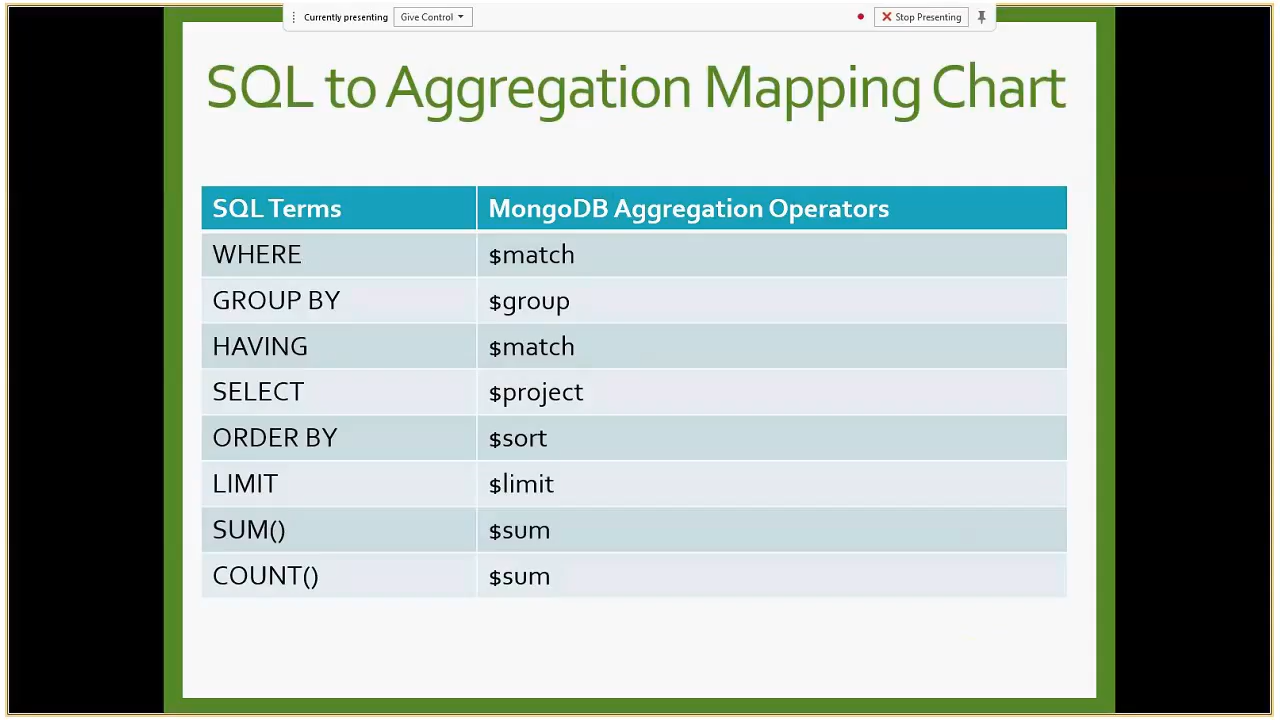 Currently presenting Give Control Stop Presenting
SQL to Aggregation Mapping Chart
SQL Terms MongoDB Aggregation Operators
WHERE $match
GROUP BY $group
HAVING $match
SELECT $project
ORDER BY $sort
LIMIT $limit
SUM() $sum
COUNT() $sum